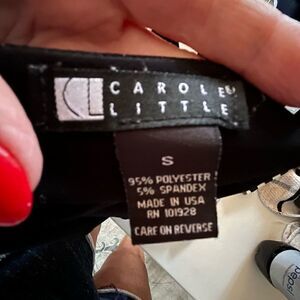 CAROLE
LITTLE
S
95% POLYESTER
5% SPANDEX
MADE IN USA
RN 101928
CARE ON REVERSE